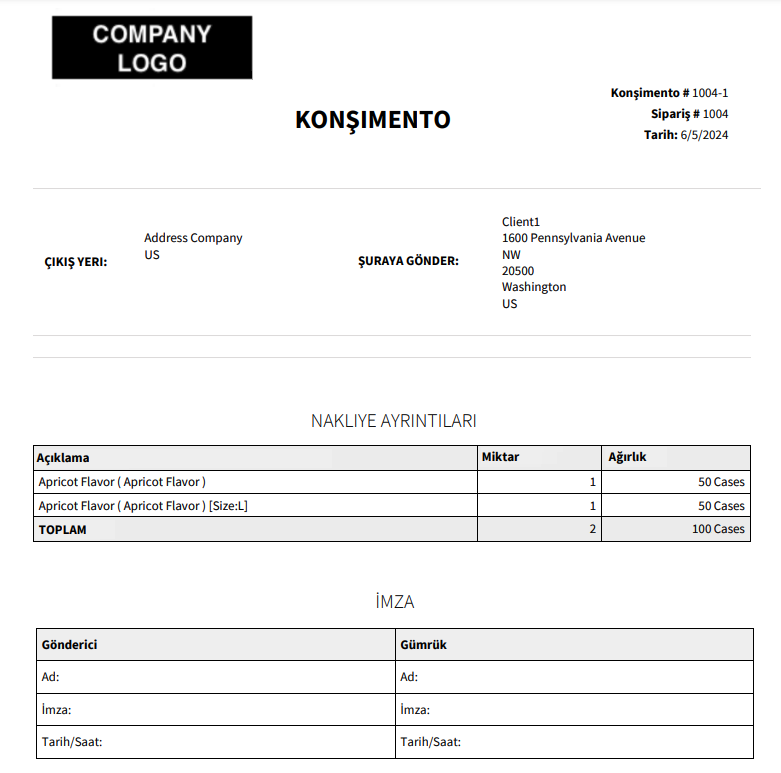 COMPANY
LOGO
Konşimento # 1004-1
Sipariş # 1004
Tarih: 6/5/2024
KONŞIMENTO
ÇIKIŞ YERI:
Address Company
US
ŞURAYA GÖNDER:
Client1
1600 Pennsylvania Avenue
NW
20500
Washington
US
NAKLIYE AYRINTILARI
Açıklama Miktar Ağırlık
Apricot Flavor ( Apricot Flavor ) 1 50 Cases
Apricot Flavor ( Apricot Flavor ) [Size:L] 1 50 Cases
TOPLAM 2 100 Cases
İMZA
Gönderici Gümrük
Ad: Ad:
İmza: İmza:
Tarih/Saat: Tarih/Saat: